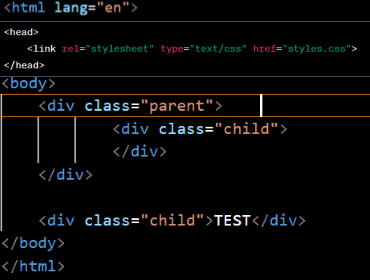 <html lang="en">
<head>
<link rel="stylesheet" type="text/css" href="styles.css">
</head>
<body>
<div class="parent">
<div class="child">
</div>
</div>
<div class="child">TEST</div>
</body>
</html>